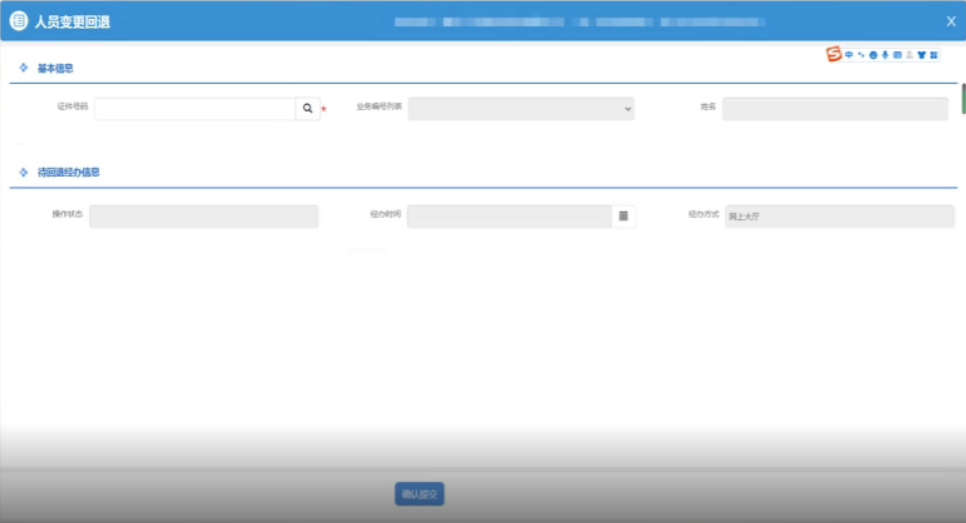 人员变更回退
X
中
基本信息
证件号码 * 业务编号列表 姓名
待回退经办信息
操作状态 经办时间 经办方式 网上大厅
确认提交